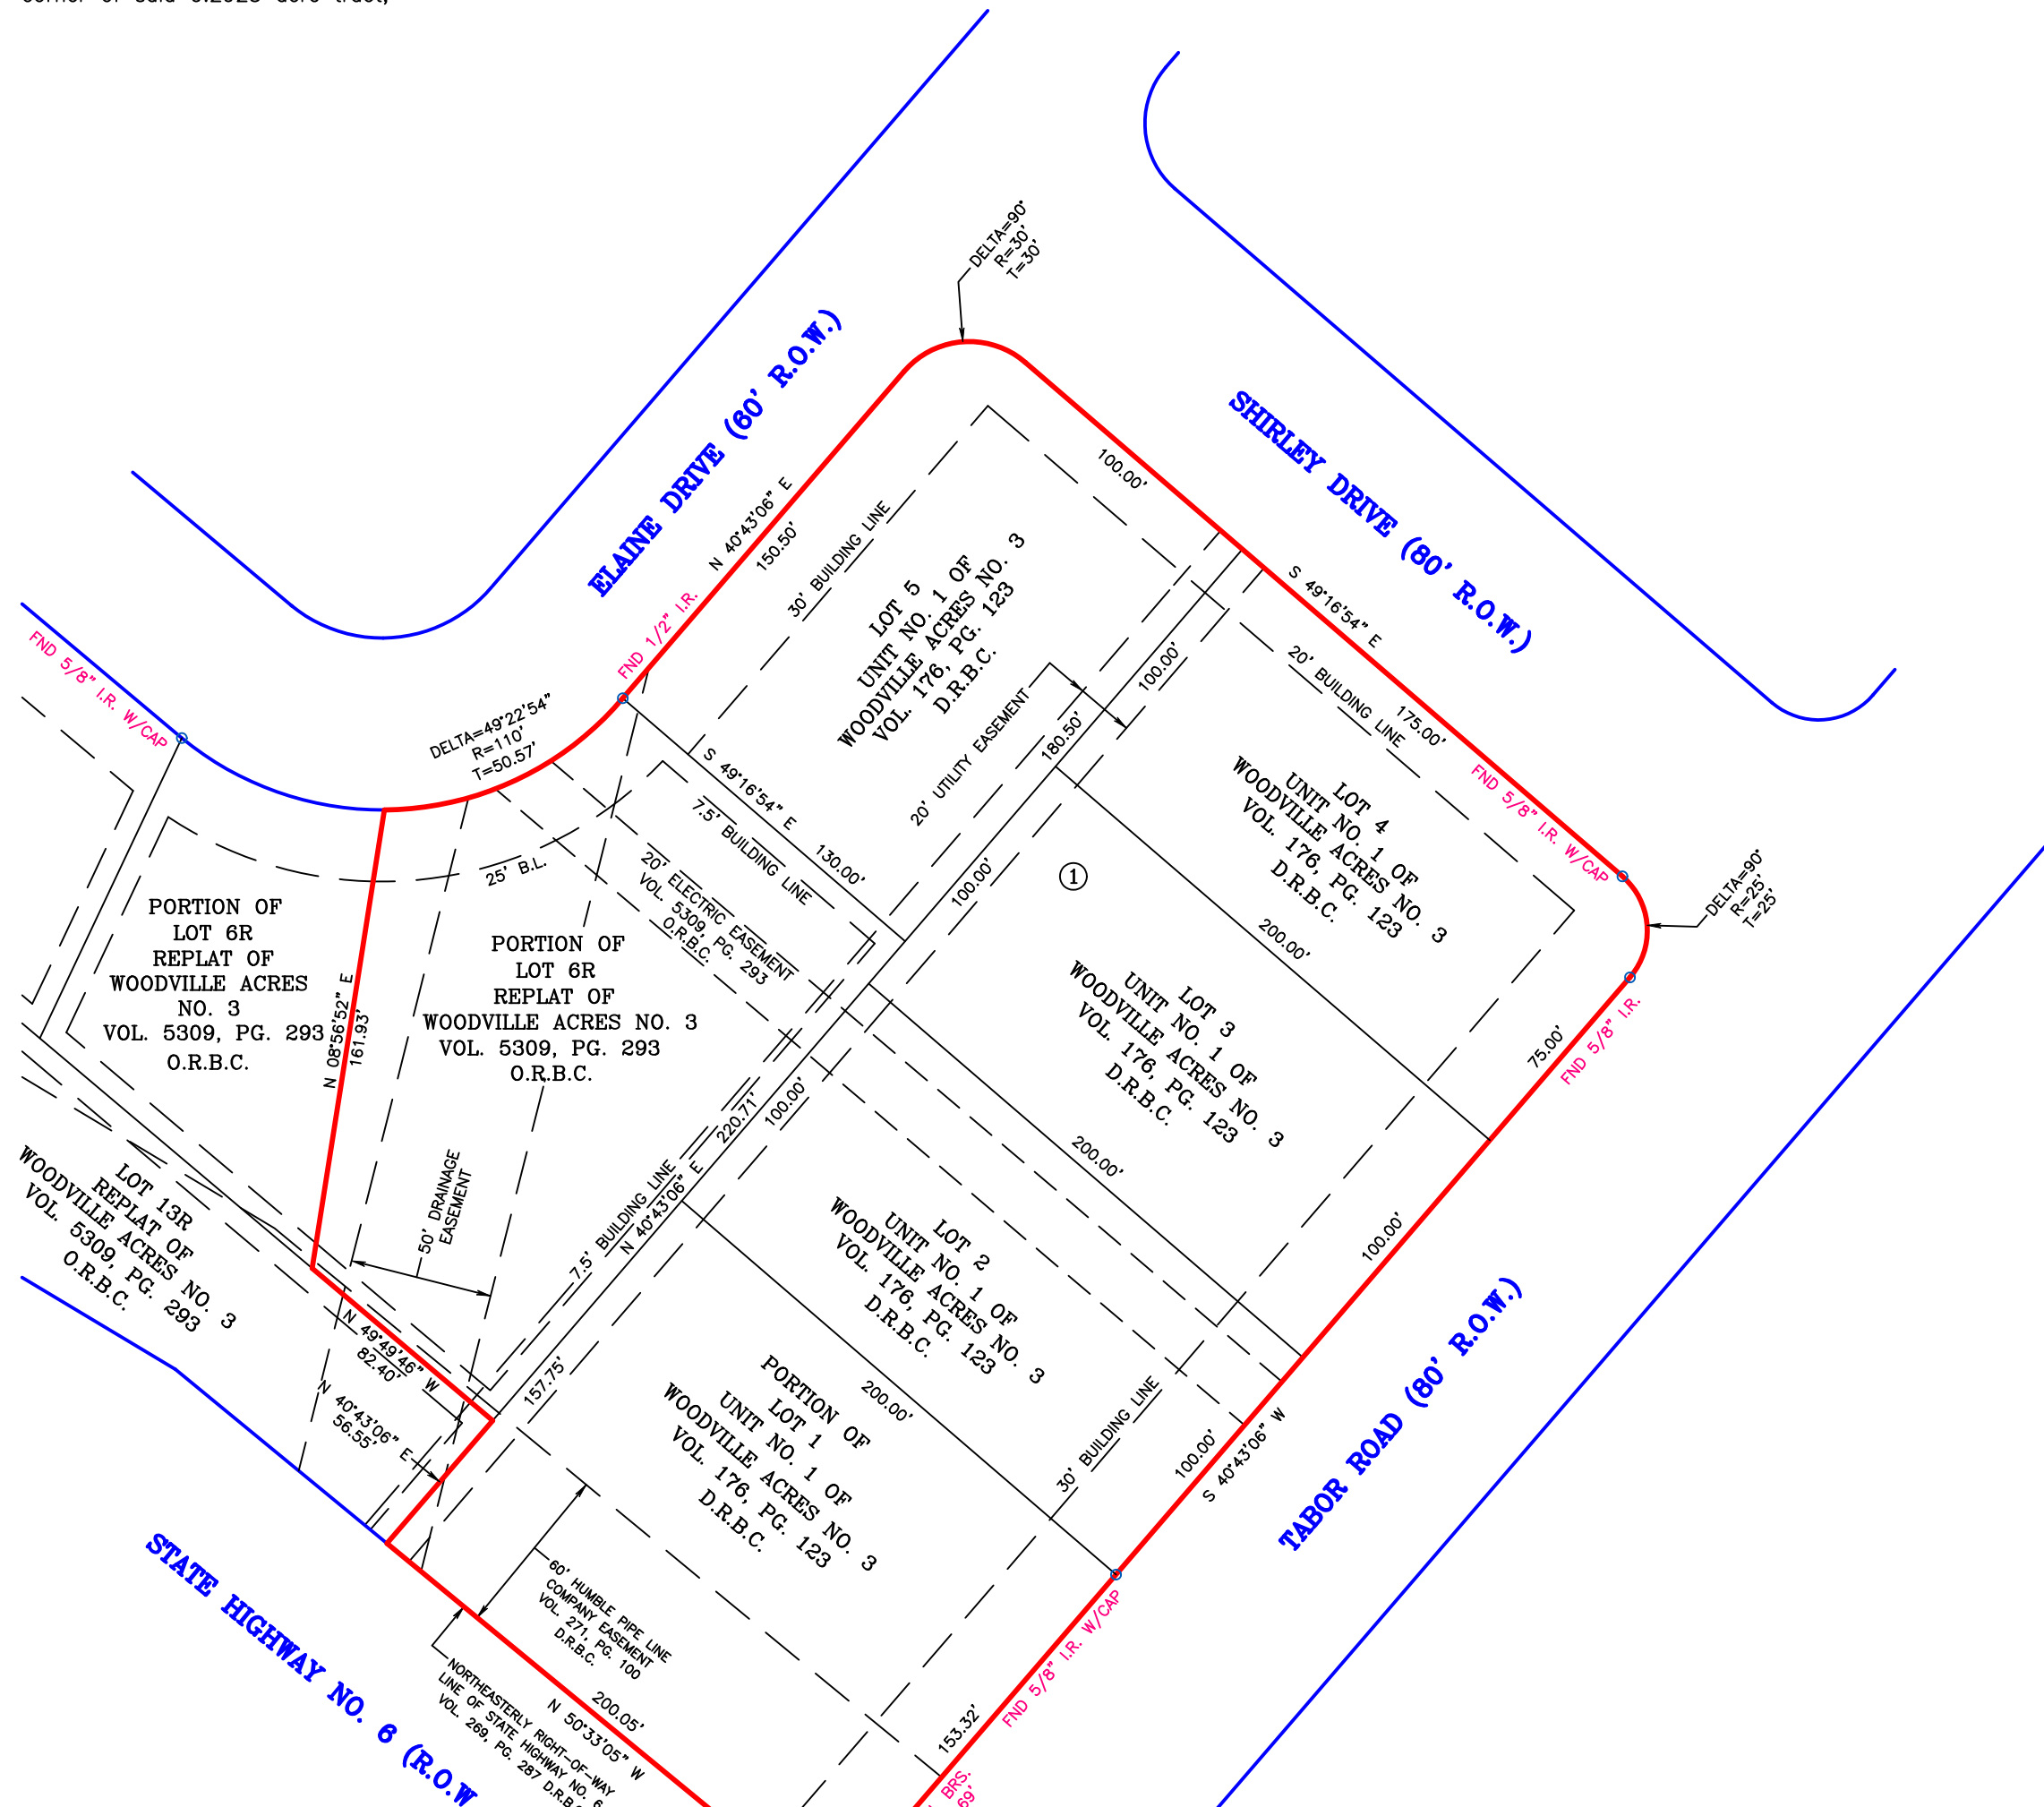 DELTA=90°
R=30'
T=30'
ELAINE DRIVE (60' R.O.W.)
SHIRLEY DRIVE (80' R.O.W.)
100.00'
N 40°43'06" E
150.50'
30' BUILDING LINE
LOT 5
UNIT NO. 1 OF
WOODVILLE ACRES NO. 3
VOL. 176, PG. 123
D.R.B.C.
S 49°16'54" E
175.00'
20' BUILDING LINE
FND 5/8" I.R. W/CAP
FND 1/2" I.R.
FND 5/8" I.R. W/CAP
DELTA=49°22'54"
R=110'
T=50.57'
S 49°16'54" E
130.00'
7.5' BUILDING LINE
20' UTILITY EASEMENT
180.50'
100.00'
100.00'
1
LOT 4
UNIT NO. 1 OF
WOODVILLE ACRES NO. 3
VOL. 176, PG. 123
D.R.B.C.
DELTA=90°
R=25'
T=25'
25' B.L.
20' ELECTRIC EASEMENT
VOL. 5309, PG. 293
O.R.B.C.
200.00'
PORTION OF
LOT 6R
REPLAT OF
WOODVILLE ACRES
NO. 3
VOL. 5309, PG. 293
O.R.B.C.
N 08°56'52" E
161.93'
PORTION OF
LOT 6R
REPLAT OF
WOODVILLE ACRES NO. 3
VOL. 5309, PG. 293
O.R.B.C.
LOT 3
UNIT NO. 1 OF
WOODVILLE ACRES NO. 3
VOL. 176, PG. 123
D.R.B.C.
75.00'
FND 5/8" I.R.
100.00'
220.71'
N 40°43'06" E
7.5' BUILDING LINE
200.00'
50' DRAINAGE
EASEMENT
LOT 13R
REPLAT OF
WOODVILLE ACRES NO. 3
VOL. 5309, PG. 293
O.R.B.C.
LOT 2
UNIT NO. 1 OF
WOODVILLE ACRES NO. 3
VOL. 176, PG. 123
D.R.B.C.
100.00'
TABOR ROAD (80' R.O.W.)
N 49°49'46" W
82.40'
N 40°43'06" E
56.55'
157.75'
PORTION OF
LOT 1
UNIT NO. 1 OF
WOODVILLE ACRES NO. 3
VOL. 176, PG. 123
D.R.B.C.
200.00'
30' BUILDING LINE
100.00'
S 40°43'06" W
60' HUMBLE PIPE LINE
COMPANY EASEMENT
VOL. 271, PG. 100
D.R.B.C.
STATE HIGHWAY NO. 6 (R.O.W
NORTHEASTERLY RIGHT-OF-WAY
LINE OF STATE HIGHWAY NO. 6
VOL. 269, PG. 287 D.R.B.
200.05'
N 50°33'05" W
153.32'
FND 5/8" I.R. W/CAP
BRS.
69'